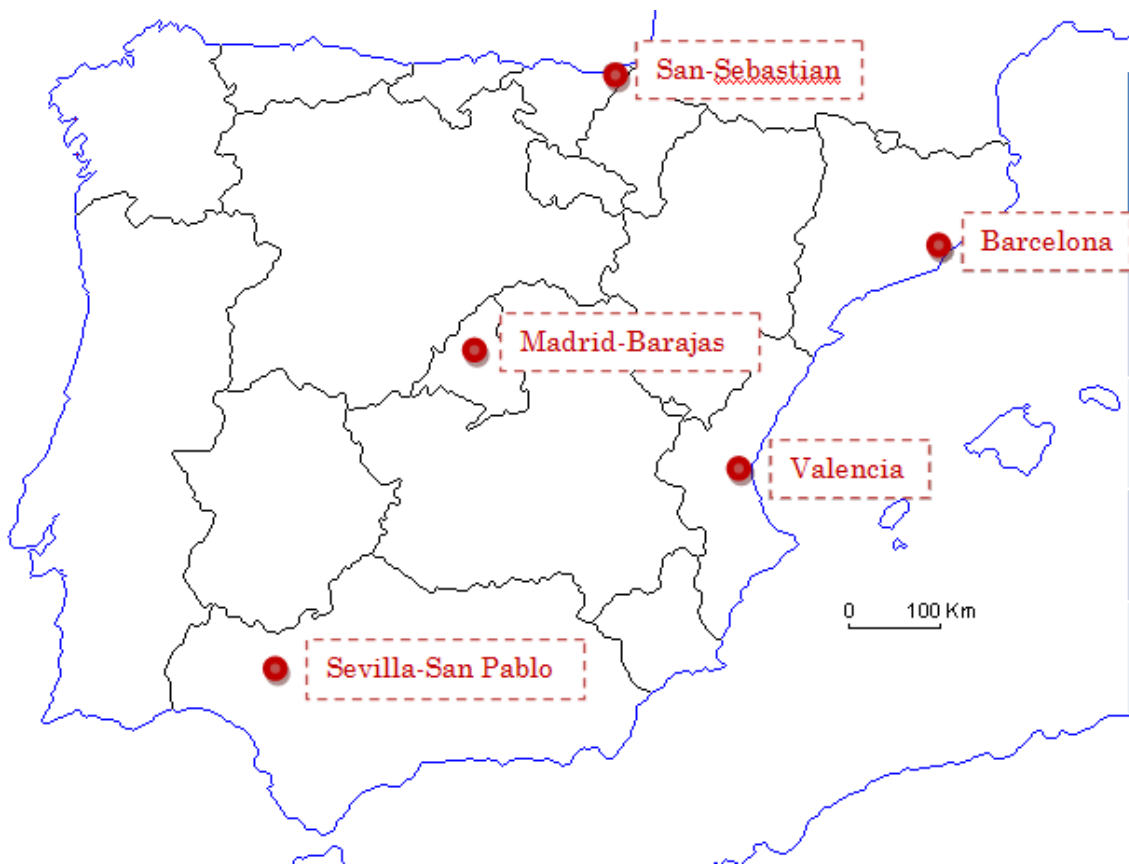 San-Sebastian
Barcelona
Madrid-Barajas
Valencia
0 100 Km
Sevilla-San Pablo